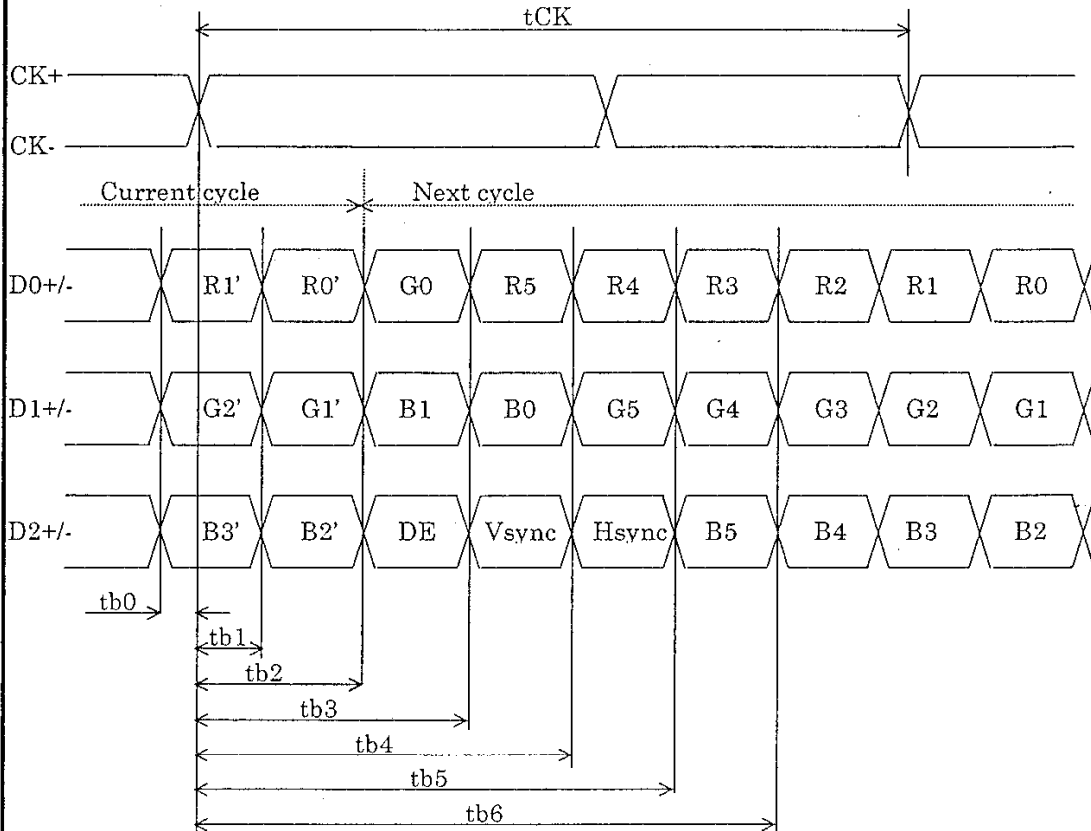 tCK
CK+
CK-
Current cycle Next cycle
D0+/- R1' R0' G0 R5 R4 R3 R2 R1 R0
D1+/- G2' G1' B1 B0 G5 G4 G3 G2 G1
D2+/- B3' B2' DE Vsync Hsync B5 B4 B3 B2
tb0
tb1
tb2
tb3
tb4
tb5
tb6